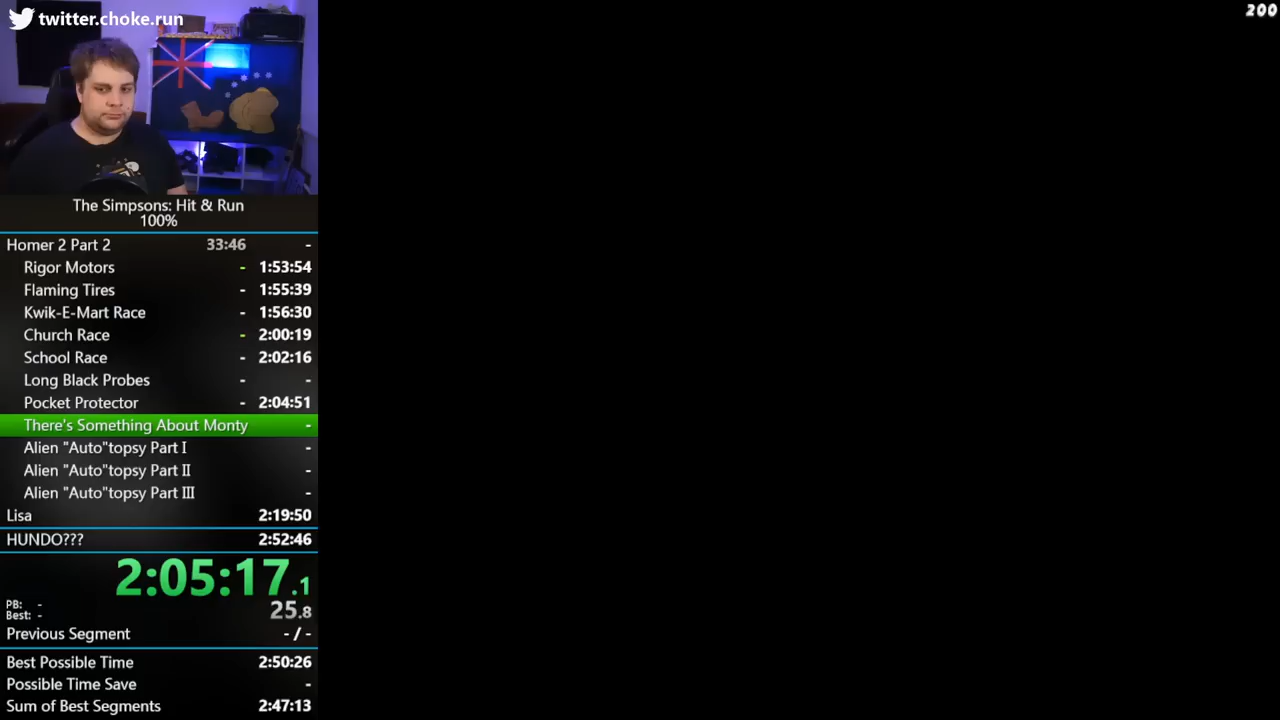 twitter.choke.run
200
The Simpsons: Hit & Run
100%
Homer 2 Part 2 33:46 -
Rigor Motors - 1:53:54
Flaming Tires - 1:55:39
Kwik-E-Mart Race - 1:56:30
Church Race - 2:00:19
School Race - 2:02:16
Long Black Probes - -
Pocket Protector - 2:04:51
There's Something About Monty -
Alien "Auto"topsy Part I -
Alien "Auto"topsy Part II -
Alien "Auto"topsy Part III -
Lisa 2:19:50
HUNDO??? 2:52:46
2:05:17.1
PB: -
Best: - 25.8
Previous Segment - / -
Best Possible Time 2:50:26
Possible Time Save -
Sum of Best Segments 2:47:13